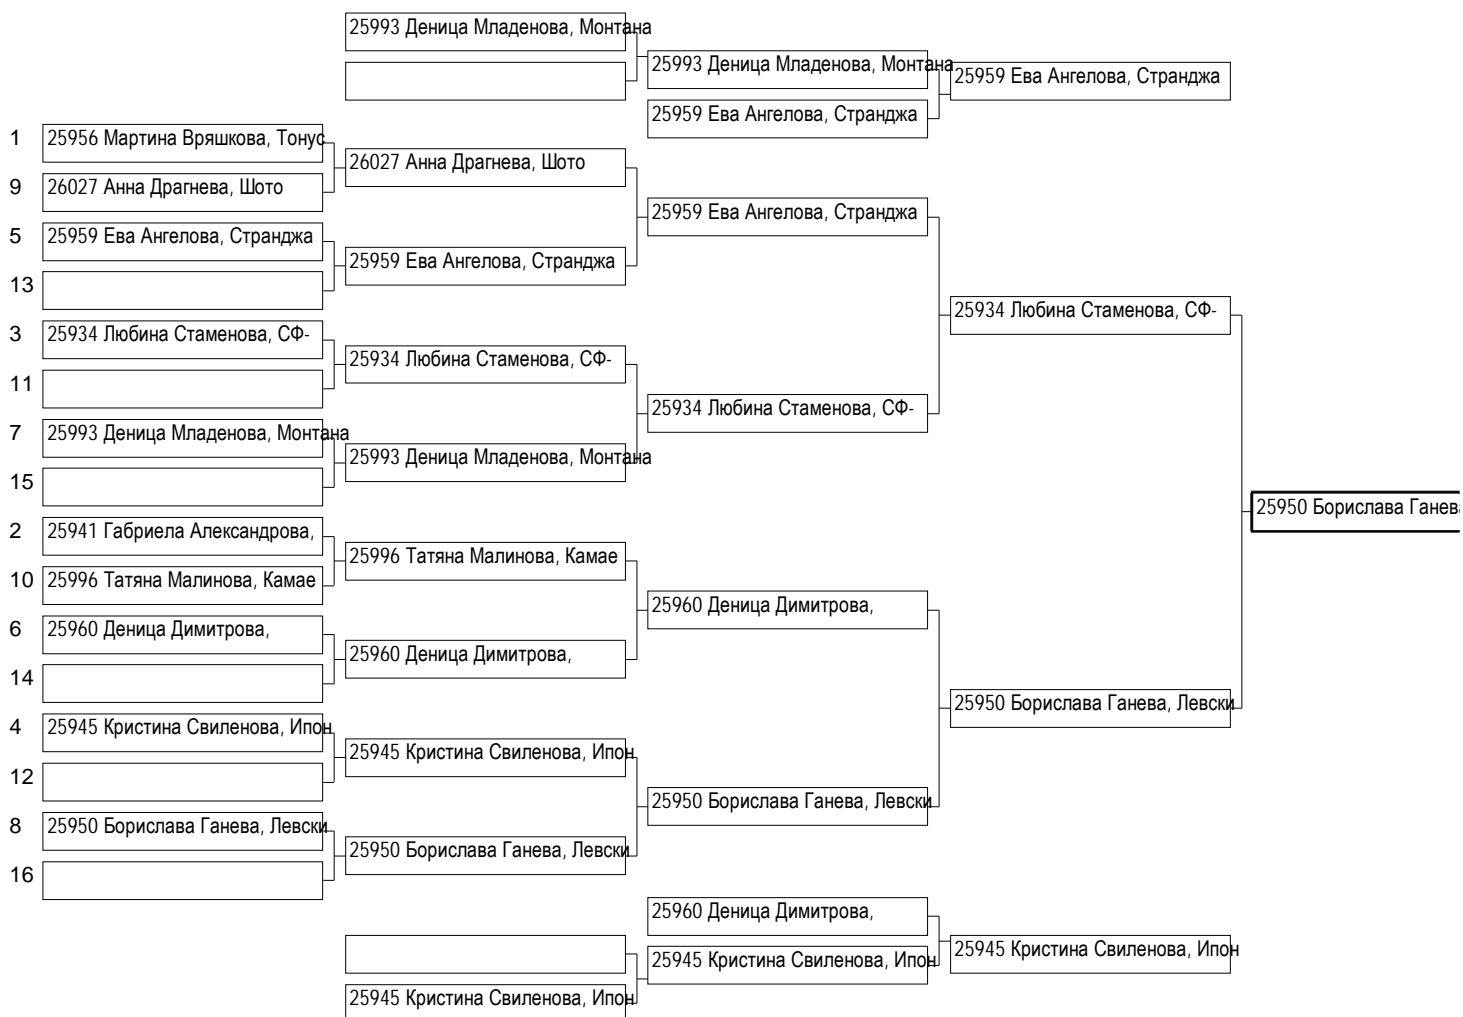 25993 Деница Младенова, Монтана
25993 Деница Младенова, Монтана
25959 Ева Ангелова, Странджа
25959 Ева Ангелова, Странджа
1 25956 Мартина Вряшкова, Тонус
26027 Анна Драгнева, Шото
9 26027 Анна Драгнева, Шото
25959 Ева Ангелова, Странджа
5 25959 Ева Ангелова, Странджа
25959 Ева Ангелова, Странджа
13
25934 Любина Стаменова, СФ-
3 25934 Любина Стаменова, СФ-
25934 Любина Стаменова, СФ-
11
25934 Любина Стаменова, СФ-
7 25993 Деница Младенова, Монтана
25993 Деница Младенова, Монтана
15
25950 Борислава Ганева
2 25941 Габриела Александрова,
25996 Татяна Малинова, Камае
10 25996 Татяна Малинова, Камае
25960 Деница Димитрова,
6 25960 Деница Димитрова,
25960 Деница Димитрова,
14
25950 Борислава Ганева, Левски
4 25945 Кристина Свиленова, Ипон
25945 Кристина Свиленова, Ипон
12
25950 Борислава Ганева, Левски
8 25950 Борислава Ганева, Левски
25950 Борислава Ганева, Левски
16
25960 Деница Димитрова,
25945 Кристина Свиленова, Ипон
25945 Кристина Свиленова, Ипон
25945 Кристина Свиленова, Ипон